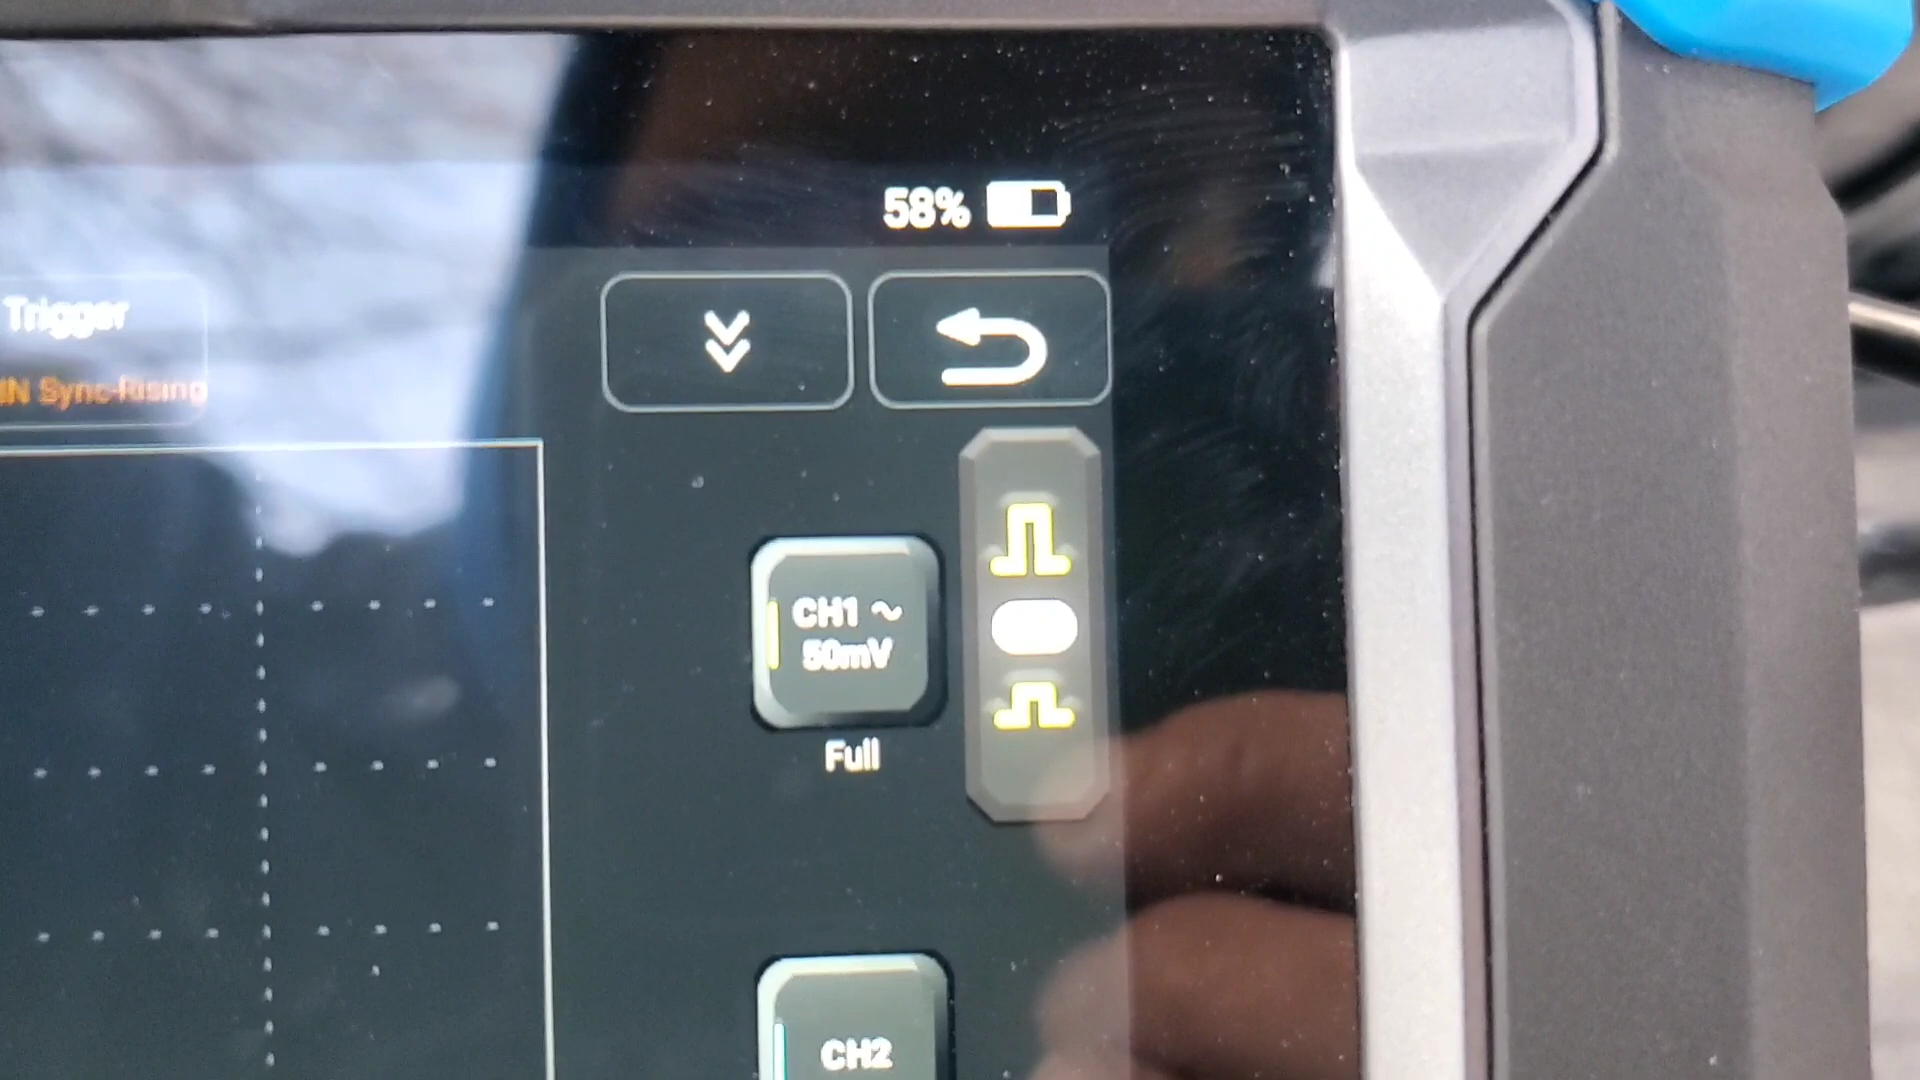 58%
Trigger
IN Sync-Rising
CH1 ~
50mV
Full
CH2